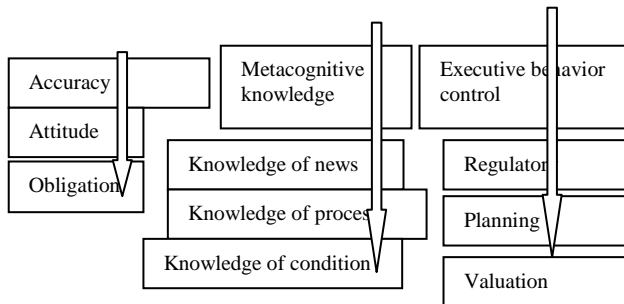 Accuracy
Attitude
Obligation
Metacognitive
knowledge
Knowledge of news
Knowledge of proces
Knowledge of condition
Executive behavior
control
Regulator
Planning
Valuation